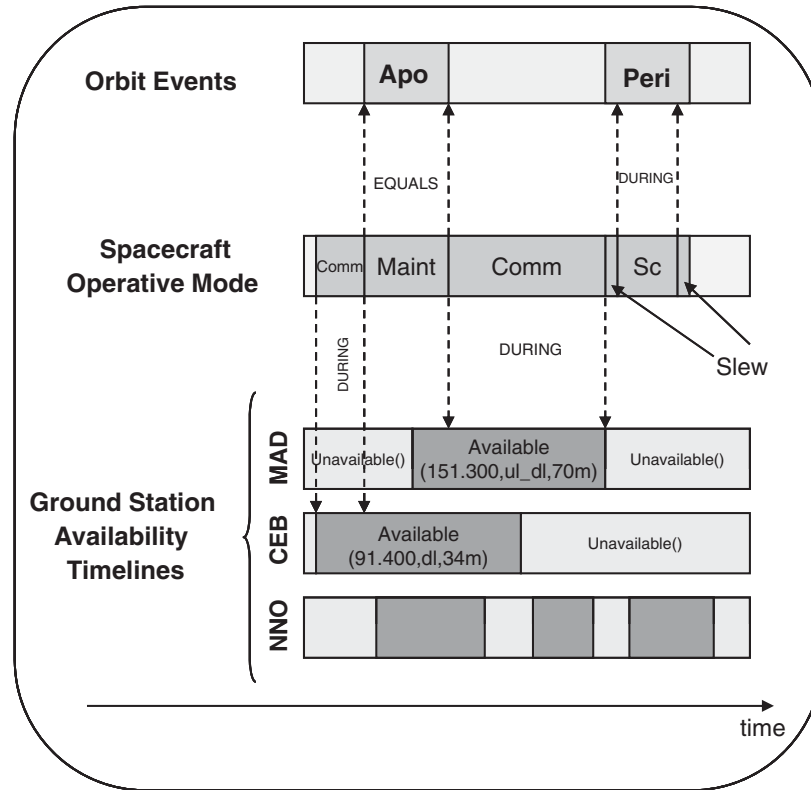 Orbit Events
Apo
Peri
EQUALS
DURING
Spacecraft
Operative Mode
Comm
Maint
Comm
Sc
DURING
DURING
Slew
Ground Station
Availability
Timelines
MAD
Unavailable()
Available
(151.300,ul_dl,70m)
Unavailable()
CEB
Available
(91.400,dl,34m)
Unavailable()
NNO
time